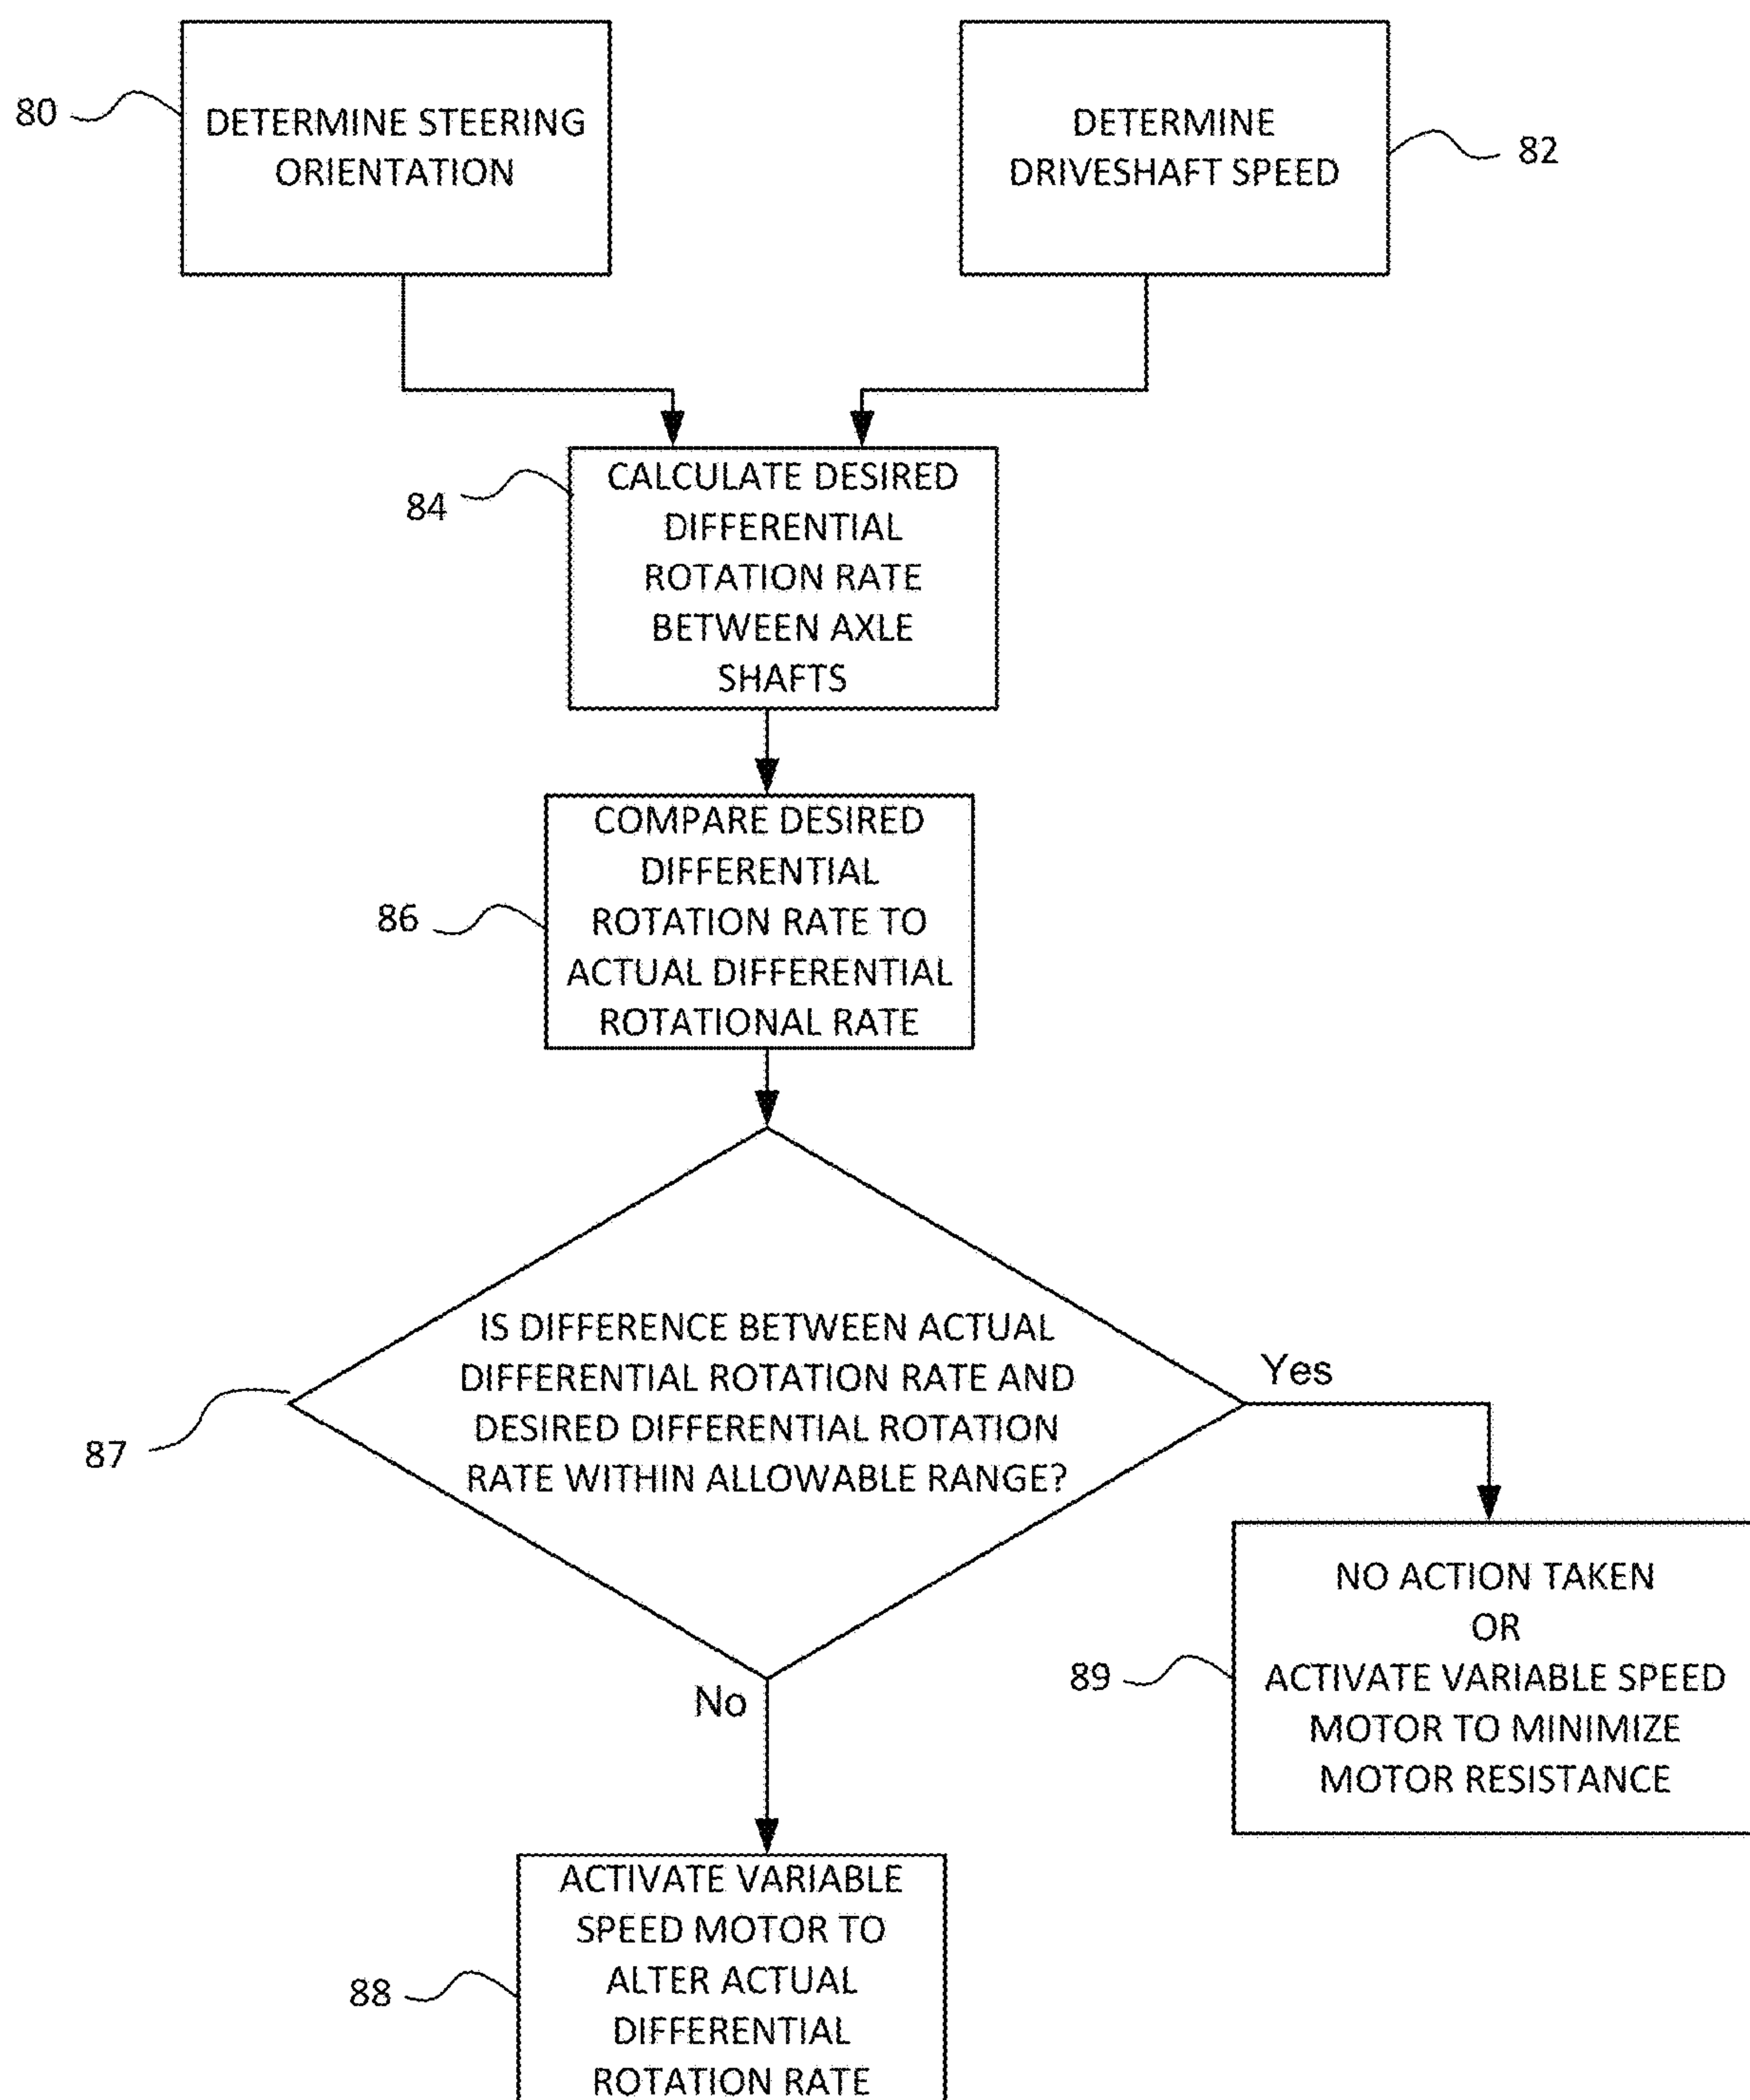 80
DETERMINE STEERING
ORIENTATION
DETERMINE
DRIVESHAFT SPEED
82
84
CALCULATE DESIRED
DIFFERENTIAL
ROTATION RATE
BETWEEN AXLE
SHAFTS
86
COMPARE DESIRED
DIFFERENTIAL
ROTATION RATE TO
ACTUAL DIFFERENTIAL
ROTATIONAL RATE
87
IS DIFFERENCE BETWEEN ACTUAL
DIFFERENTIAL ROTATION RATE AND
DESIRED DIFFERENTIAL ROTATION
RATE WITHIN ALLOWABLE RANGE?
Yes
No
89
NO ACTION TAKEN
OR
ACTIVATE VARIABLE SPEED
MOTOR TO MINIMIZE
MOTOR RESISTANCE
88
ACTIVATE VARIABLE
SPEED MOTOR TO
ALTER ACTUAL
DIFFERENTIAL
ROTATION RATE